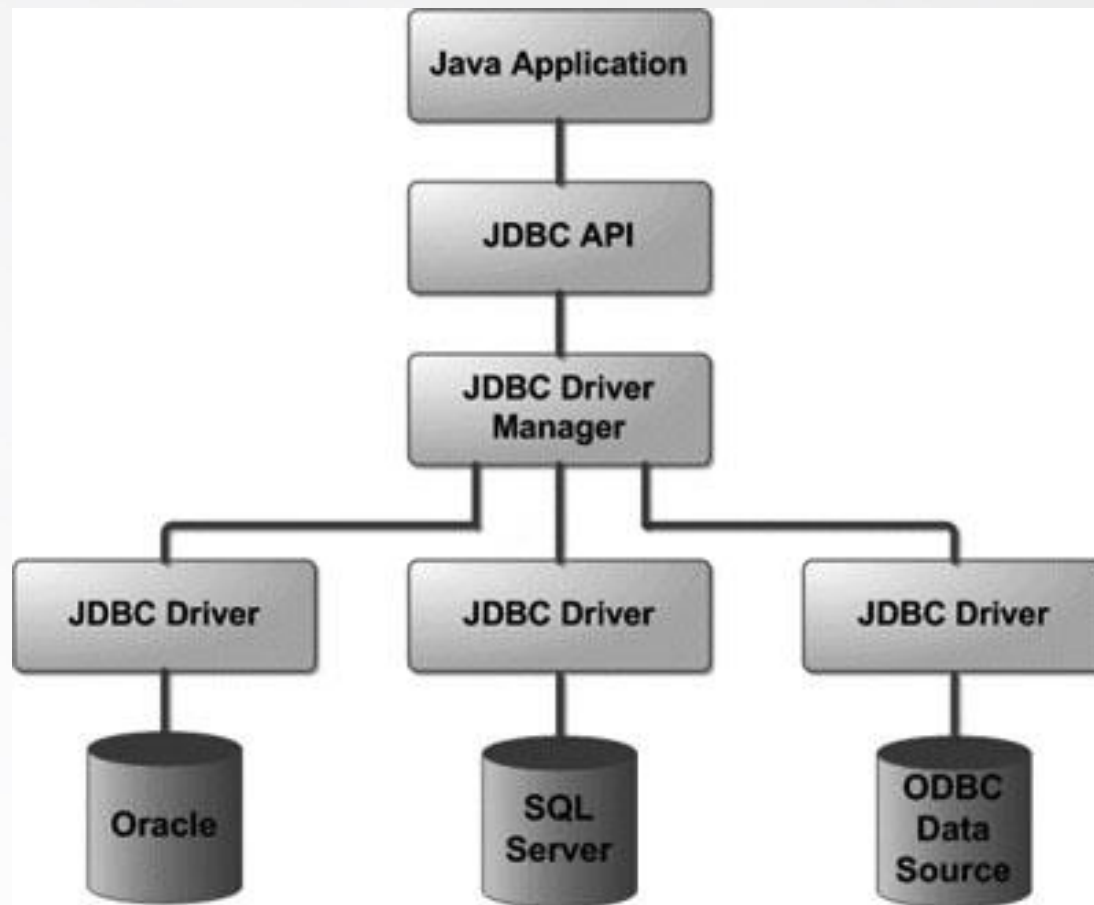 Java Application
JDBC API
JDBC Driver
Manager
JDBC Driver
JDBC Driver
JDBC Driver
Oracle
SQL
Server
ODBC
Data
Source